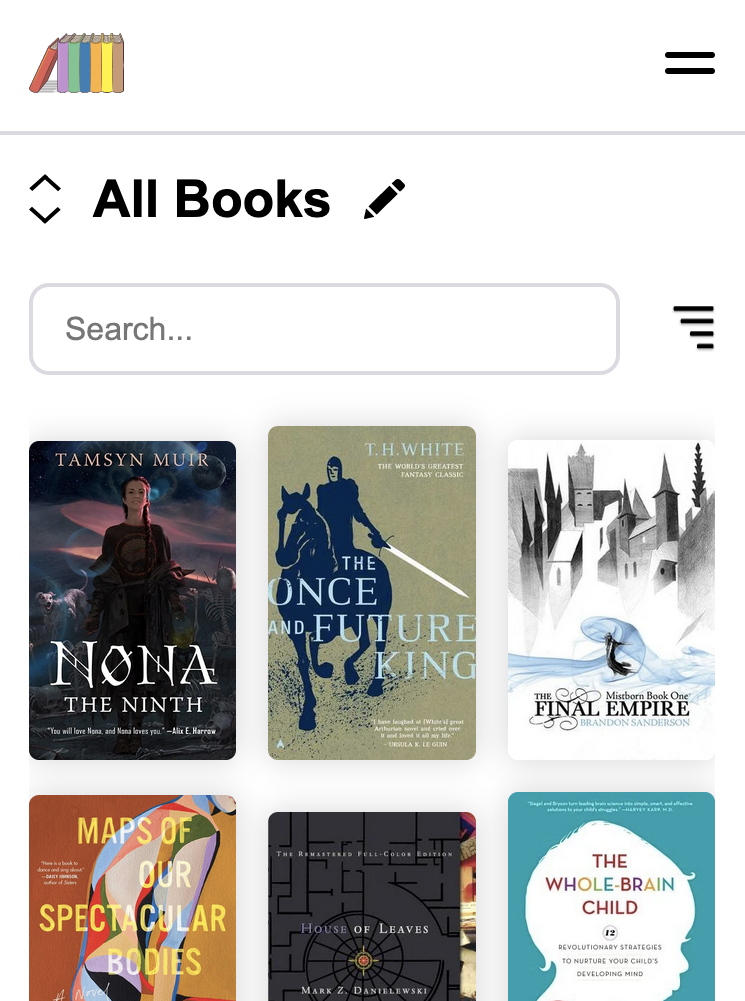 All Books
Search...
TAMSYN MUIR
NONA
THE NINTH
"You will love Nona, and Nona loves you." —Alix E. Harrow
T.H.WHITE
THE WORLD'S GREATEST
FANTASY CLASSIC
THE
ONCE
AND FUTURE
KING
"I have laughed at [White's] great
Arthurian novel and cried over
it and loved it all my life."
—URSULA K. LE GUIN
THE Mistborn Book One
FINAL EMPIRE
BRANDON SANDERSON
"Here is a book to
dance and sing about."
—DAISY JOHNSON,
author of Sisters
MAPS OF
OUR
SPECTACULAR
BODIES
A Novel
THE REMASTERED FULL-COLOR EDITION
HOUSE OF LEAVES
MARK Z. DANIELEWSKI
"Siegel and Bryson turn leading brain science into simple, smart, and effective
solutions to your child's struggles." —HARVEY KARP, M.D.
THE
WHOLE-BRAIN
CHILD
12
REVOLUTIONARY STRATEGIES
TO NURTURE YOUR CHILD'S
DEVELOPING MIND